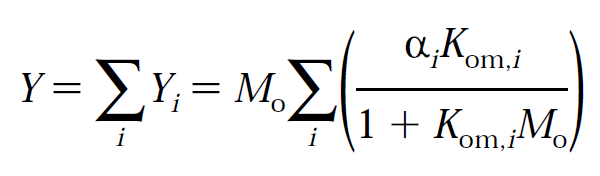 Y = ∑_i Y_i = M_o ∑_i ( α_i K_om,i / (1 + K_om,i M_o) )